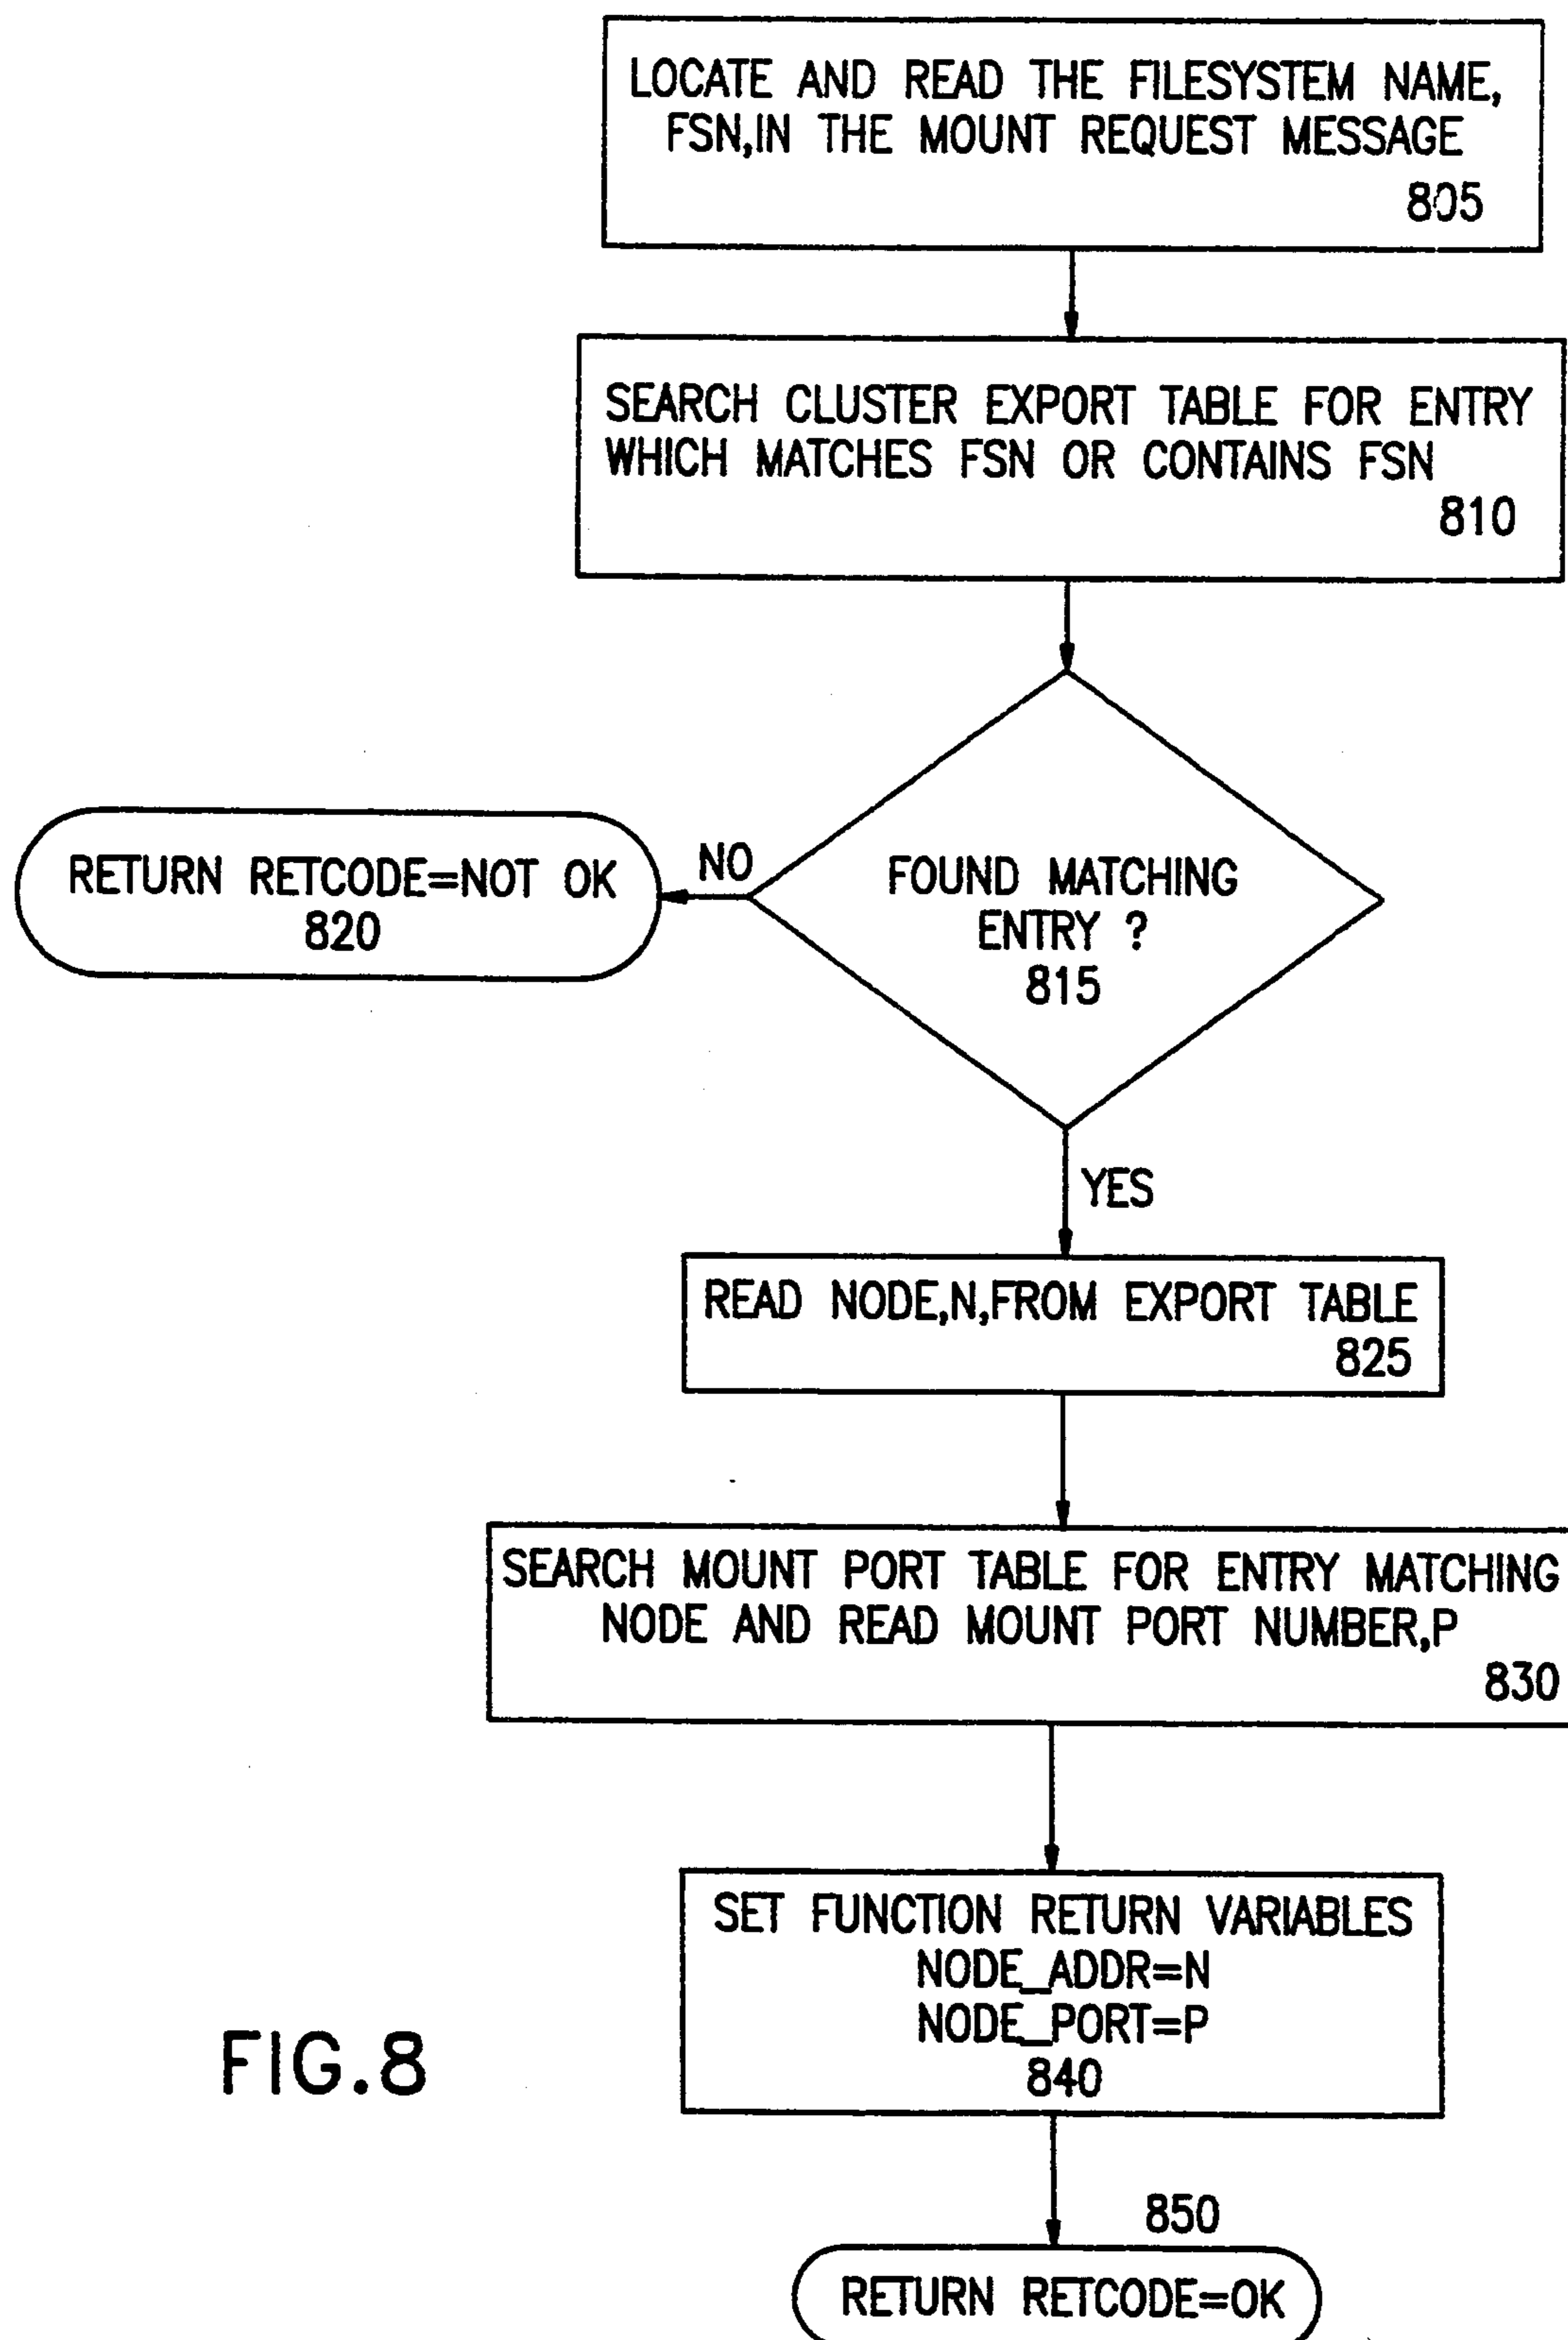 LOCATE AND READ THE FILESYSTEM NAME,
FSN,IN THE MOUNT REQUEST MESSAGE
805
SEARCH CLUSTER EXPORT TABLE FOR ENTRY
WHICH MATCHES FSN OR CONTAINS FSN
810
FOUND MATCHING
ENTRY ?
815
NO
RETURN RETCODE=NOT OK
820
YES
READ NODE,N,FROM EXPORT TABLE
825
SEARCH MOUNT PORT TABLE FOR ENTRY MATCHING
NODE AND READ MOUNT PORT NUMBER,P
830
SET FUNCTION RETURN VARIABLES
NODE_ADDR=N
NODE_PORT=P
840
850
RETURN RETCODE=OK
FIG.8